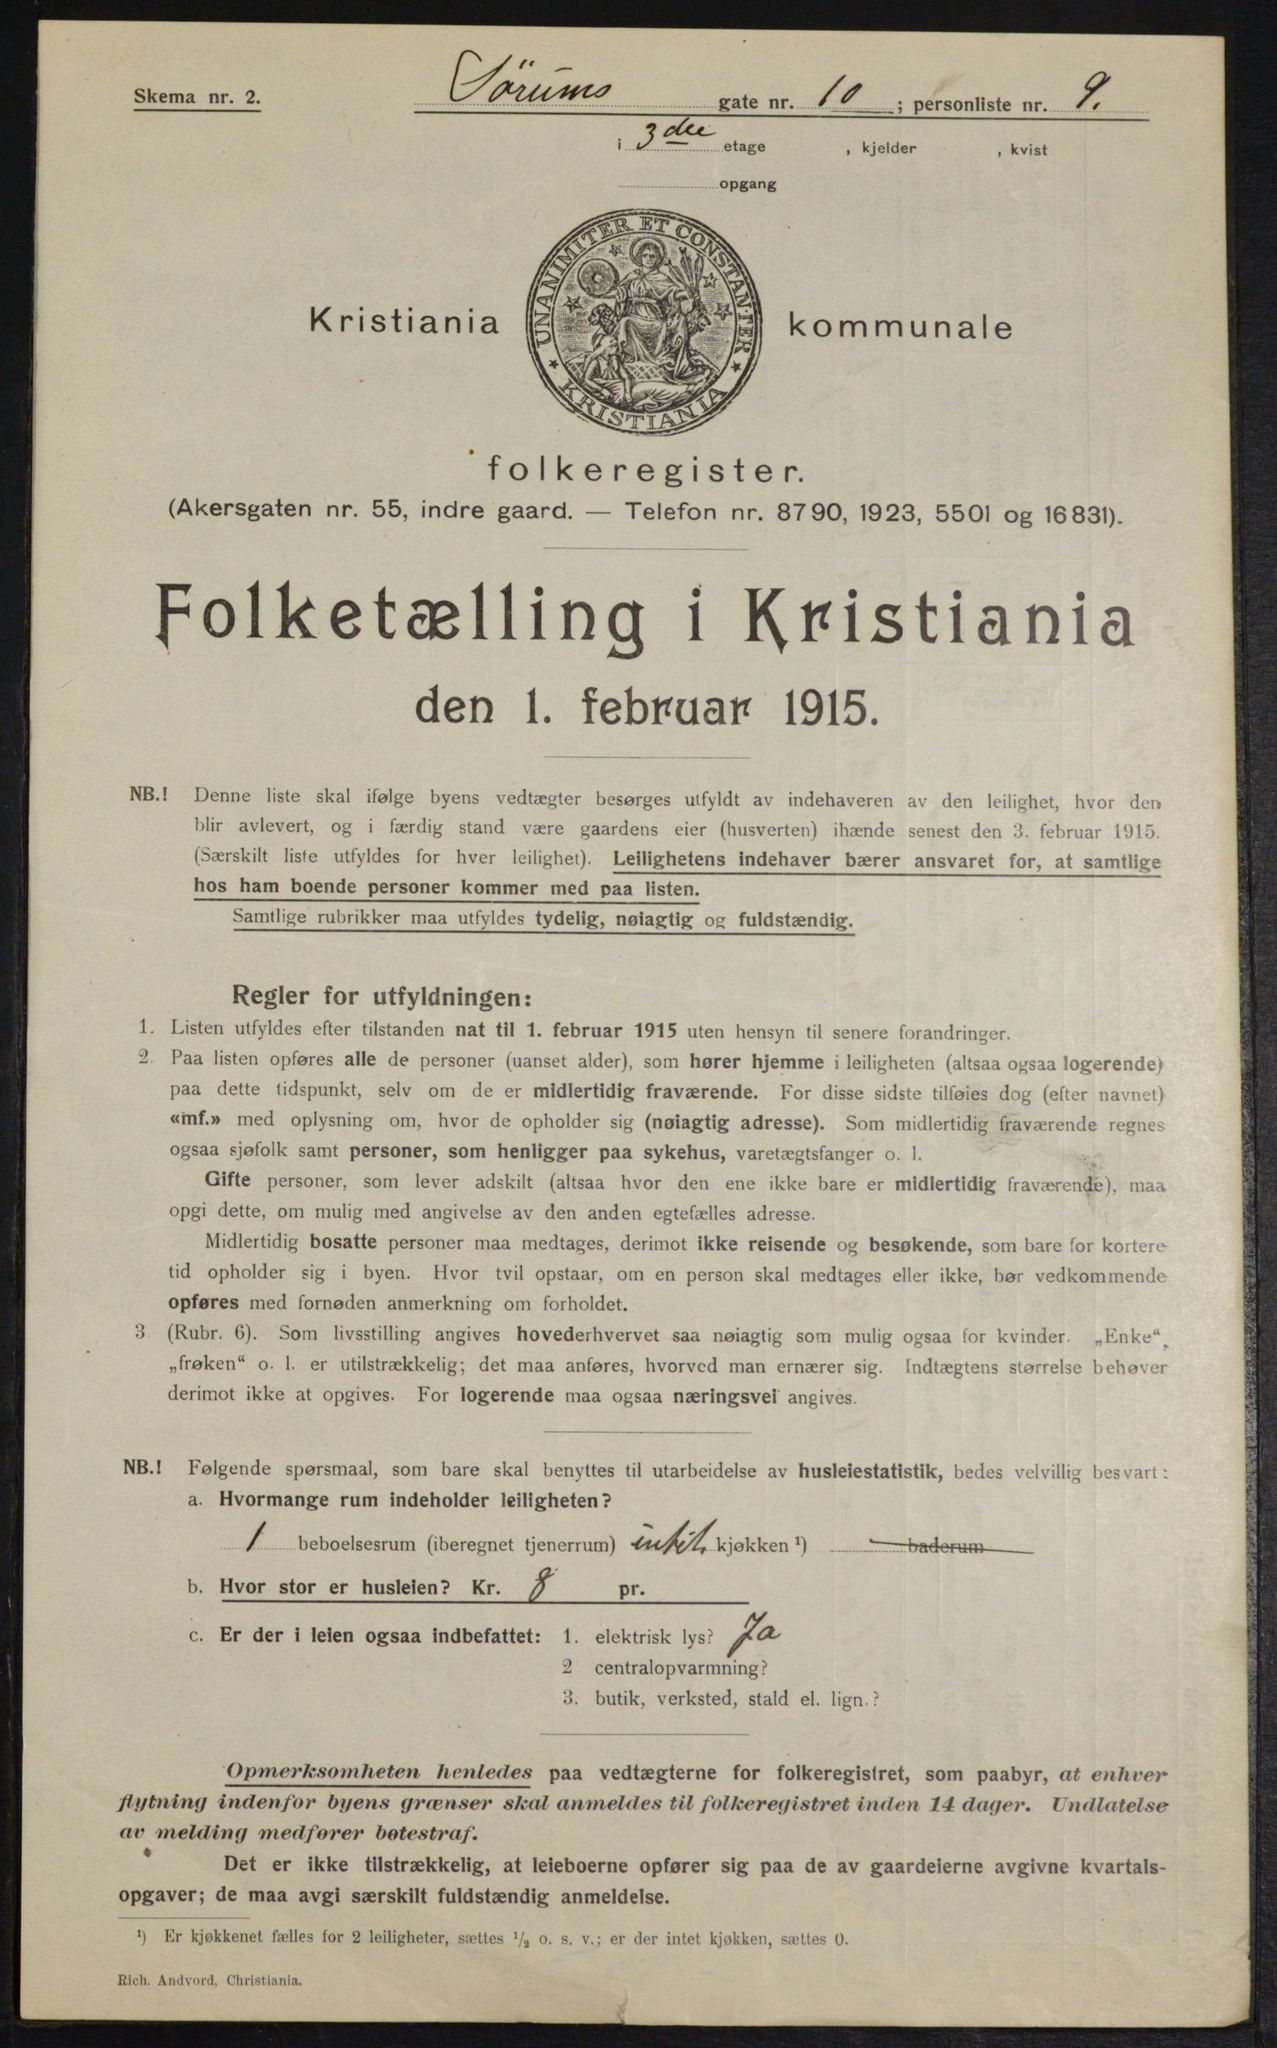 Skema nr. 2.
Sörums gate nr. 10 ; personliste nr. 9.
i 3die etage , kjelder , kvist
opgang
UNANIMITER ET CONSTANTER
KRISTIANIA
Kristiania kommunale
folkeregister.
(Akersgaten nr. 55, indre gaard. — Telefon nr. 8790, 1923, 5501 og 16831).
Folketælling i Kristiania
den 1. februar 1915.
NB.! Denne liste skal ifølge byens vedtægter besørges utfyldt av indehaveren av den leilighet, hvor den
blir avlevert, og i færdig stand være gaardens eier (husverten) ihænde senest den 3. februar 1915.
(Særskilt liste utfyldes for hver leilighet). Leilighetens indehaver bærer ansvaret for, at samtlige
hos ham boende personer kommer med paa listen.
Samtlige rubrikker maa utfyldes tydelig, nøiagtig og fuldstændig.
Regler for utfyldningen:
1. Listen utfyldes efter tilstanden nat til 1. februar 1915 uten hensyn til senere forandringer.
2. Paa listen opføres alle de personer (uanset alder), som hører hjemme i leiligheten (altsaa ogsaa logerende)
paa dette tidspunkt, selv om de er midlertidig fraværende. For disse sidste tilføies dog (efter navnet)
«mf.» med oplysning om, hvor de opholder sig (nøiagtig adresse). Som midlertidig fraværende regnes
ogsaa sjøfolk samt personer, som henligger paa sykehus, varetægtsfanger o. l.
Gifte personer, som lever adskilt (altsaa hvor den ene ikke bare er midlertidig fraværende), maa
opgi dette, om mulig med angivelse av den anden egtefælles adresse.
Midlertidig bosatte personer maa medtages, derimot ikke reisende og besøkende, som bare for kortere
tid opholder sig i byen. Hvor tvil opstaar, om en person skal medtages eller ikke, bør vedkommende
opføres med fornøden anmerkning om forholdet.
3 (Rubr. 6). Som livsstilling angives hovederhvervet saa nøiagtig som mulig ogsaa for kvinder. „Enke“,
„frøken“ o. l. er utilstrækkelig; det maa anføres, hvorved man ernærer sig. Indtægtens størrelse behøver
derimot ikke at opgives. For logerende maa ogsaa næringsvei angives.
NB.! Følgende spørsmaal, som bare skal benyttes til utarbeidelse av husleiestatistik, bedes velvillig besvart:
a. Hvormange rum indeholder leiligheten?
1 beboelsesrum (iberegnet tjenerrum) kjøkken ¹) baderum
b. Hvor stor er husleien? Kr. 8 pr.
c. Er der i leien ogsaa indbefattet: 1. elektrisk lys? Ja
2 centralopvarmning?
3. butik, verksted, stald el. lign.?
Opmerksomheten henledes paa vedtægterne for folkeregistret, som paabyr, at enhver
flytning indenfor byens grænser skal anmeldes til folkeregistret inden 14 dager. Undlatelse
av melding medfører bøtestraf.
Det er ikke tilstrækkelig, at leieboerne opfører sig paa de av gaardeierne avgivne kvartals-
opgaver; de maa avgi særskilt fuldstændig anmeldelse.
¹) Er kjøkkenet fælles for 2 leiligheter, sættes ½ o. s. v.; er der intet kjøkken, sættes 0.
Rich. Andvord, Christiania.